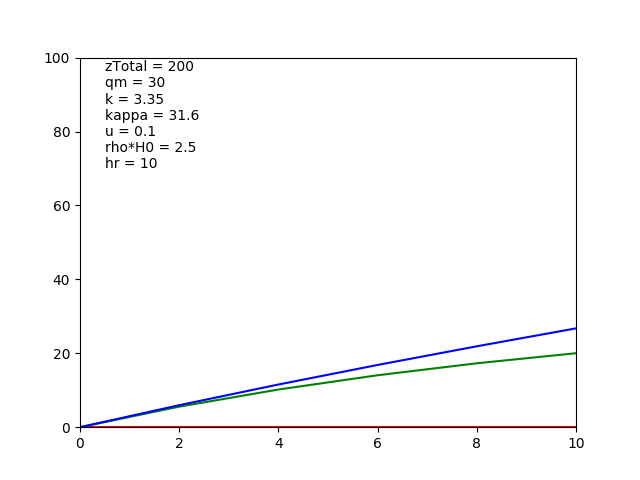 100
80
60
40
20
0
zTotal = 200
qm = 30
k = 3.35
kappa = 31.6
u = 0.1
rho*H0 = 2.5
hr = 10
0 2 4 6 8 10